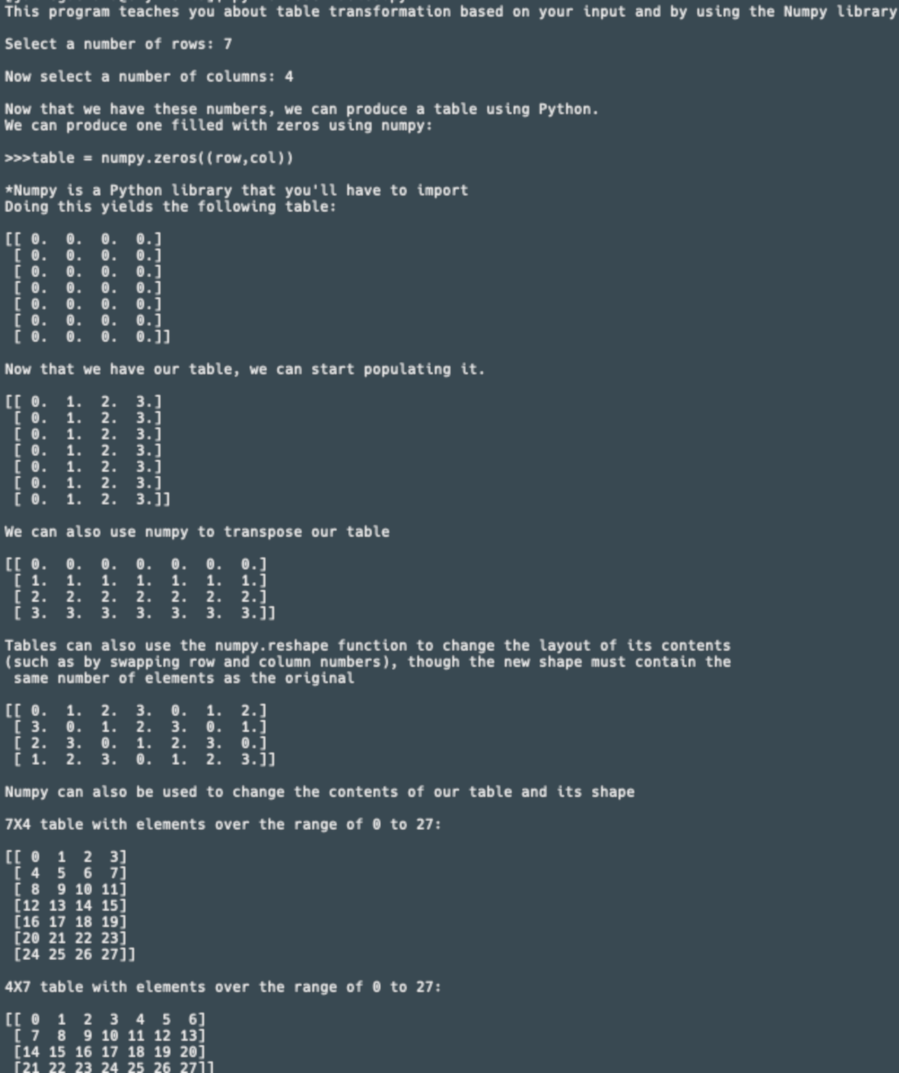 This program teaches you about table transformation based on your input and by using the Numpy library
Select a number of rows: 7
Now select a number of columns: 4
Now that we have these numbers, we can produce a table using Python.
We can produce one filled with zeros using numpy:
>>>table = numpy.zeros((row,col))
*Numpy is a Python library that you'll have to import
Doing this yields the following table:
[[ 0.  0.  0.  0.]
 [ 0.  0.  0.  0.]
 [ 0.  0.  0.  0.]
 [ 0.  0.  0.  0.]
 [ 0.  0.  0.  0.]
 [ 0.  0.  0.  0.]
 [ 0.  0.  0.  0.]]
Now that we have our table, we can start populating it.
[[ 0.  1.  2.  3.]
 [ 0.  1.  2.  3.]
 [ 0.  1.  2.  3.]
 [ 0.  1.  2.  3.]
 [ 0.  1.  2.  3.]
 [ 0.  1.  2.  3.]
 [ 0.  1.  2.  3.]]
We can also use numpy to transpose our table
[[ 0.  0.  0.  0.  0.  0.  0.]
 [ 1.  1.  1.  1.  1.  1.  1.]
 [ 2.  2.  2.  2.  2.  2.  2.]
 [ 3.  3.  3.  3.  3.  3.  3.]]
Tables can also use the numpy.reshape function to change the layout of its contents
(such as by swapping row and column numbers), though the new shape must contain the
 same number of elements as the original
[[ 0.  1.  2.  3.  0.  1.  2.]
 [ 3.  0.  1.  2.  3.  0.  1.]
 [ 2.  3.  0.  1.  2.  3.  0.]
 [ 1.  2.  3.  0.  1.  2.  3.]]
Numpy can also be used to change the contents of our table and its shape
7X4 table with elements over the range of 0 to 27:
[[ 0  1  2  3]
 [ 4  5  6  7]
 [ 8  9 10 11]
 [12 13 14 15]
 [16 17 18 19]
 [20 21 22 23]
 [24 25 26 27]]
4X7 table with elements over the range of 0 to 27:
[[ 0  1  2  3  4  5  6]
 [ 7  8  9 10 11 12 13]
 [14 15 16 17 18 19 20]
 [21 22 23 24 25 26 27]]